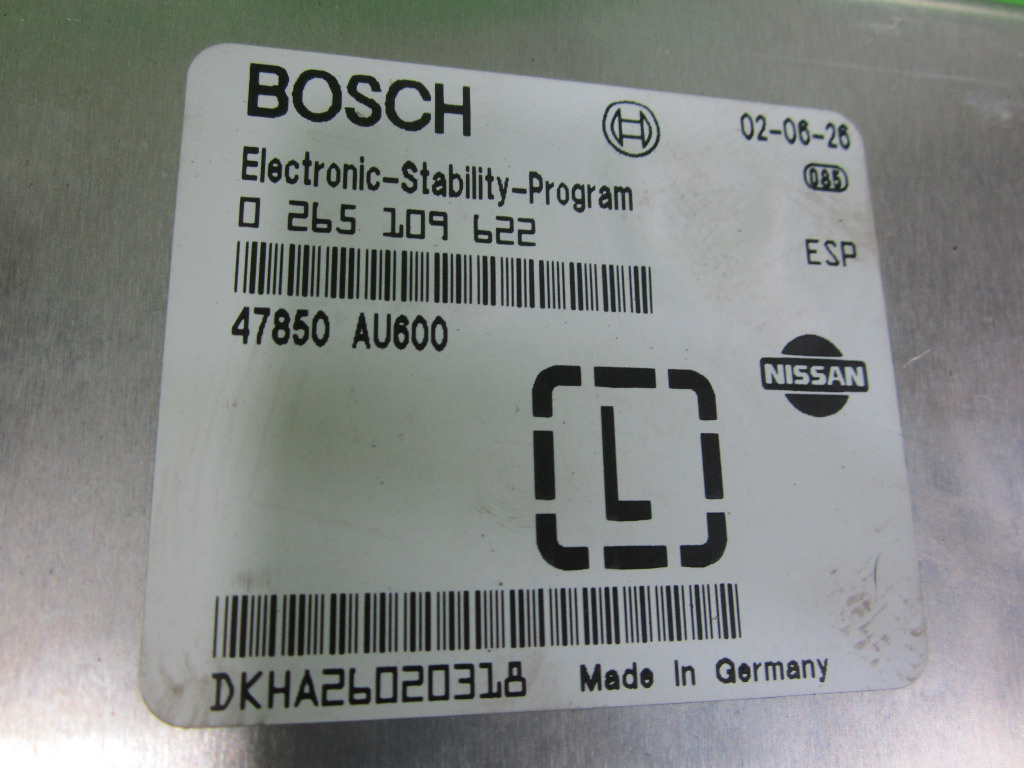 BOSCH
02-06-26
Electronic-Stability-Program
085
0 265 109 622
ESP
47850 AU600
NISSAN
L
DKHA26020318
Made In Germany